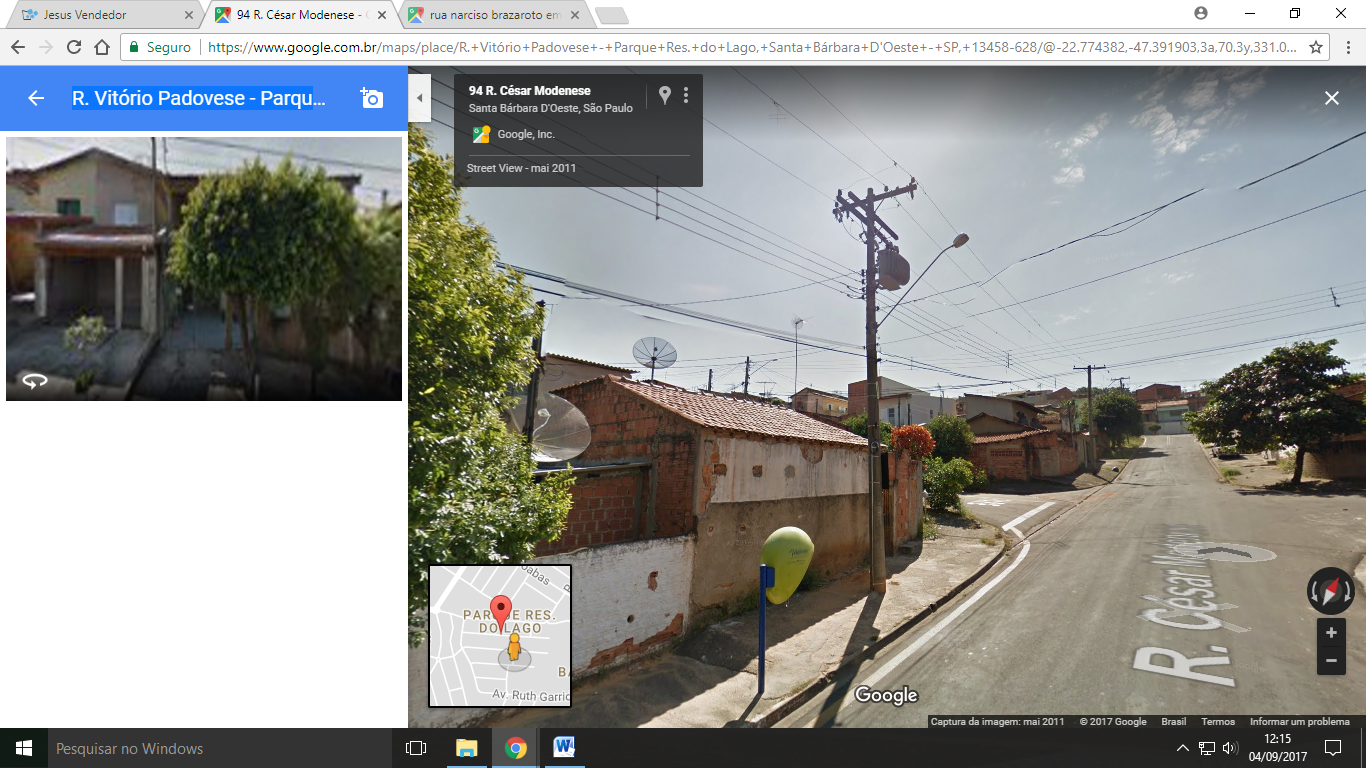 Jesus Vendedor
94 R. César Modenese -
rua narciso brazaroto em
Seguro
https://www.google.com.br/maps/place/R.+Vitório+Padovese+-+Parque+Res.+do+Lago,+Santa+Bárbara+D'Oeste+-+SP,+13458-628/@-22.774382,-47.391903,3a,70.3y,331.0...
R. Vitório Padovese - Parqu...
94 R. César Modenese
Santa Bárbara D'Oeste, São Paulo
Google, Inc.
Street View - mai 2011
R. César
PARQUE RES.
DO LAGO
Av. Ruth Garric
Google
Captura da imagem: mai 2011
© 2017 Google
Brasil
Termos
Informar um problema
Pesquisar no Windows
12:15
04/09/2017